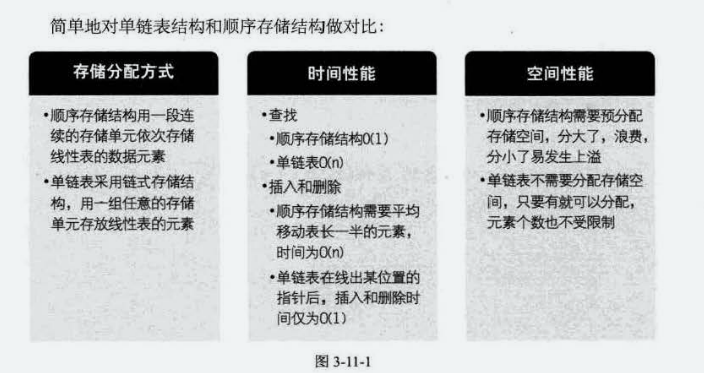 简单地对单链表结构和顺序存储结构做对比：
存储分配方式
•顺序存储结构用一段连
续的存储单元依次存储
线性表的数据元素
•单链表采用链式存储结
构，用一组任意的存储
单元存放线性表的元素
时间性能
•查找
•顺序存储结构O(1)
•单链表O(n)
•插入和删除
•顺序存储结构需要平均
移动表长一半的元素，
时间为O(n)
•单链表在线出某位置的
指针后，插入和删除时
间仅为O(1)
空间性能
•顺序存储结构需要预分配
存储空间，分大了，浪费，
分小了易发生上溢
•单链表不需要分配存储空
间，只要有就可以分配，
元素个数也不受限制
图 3-11-1